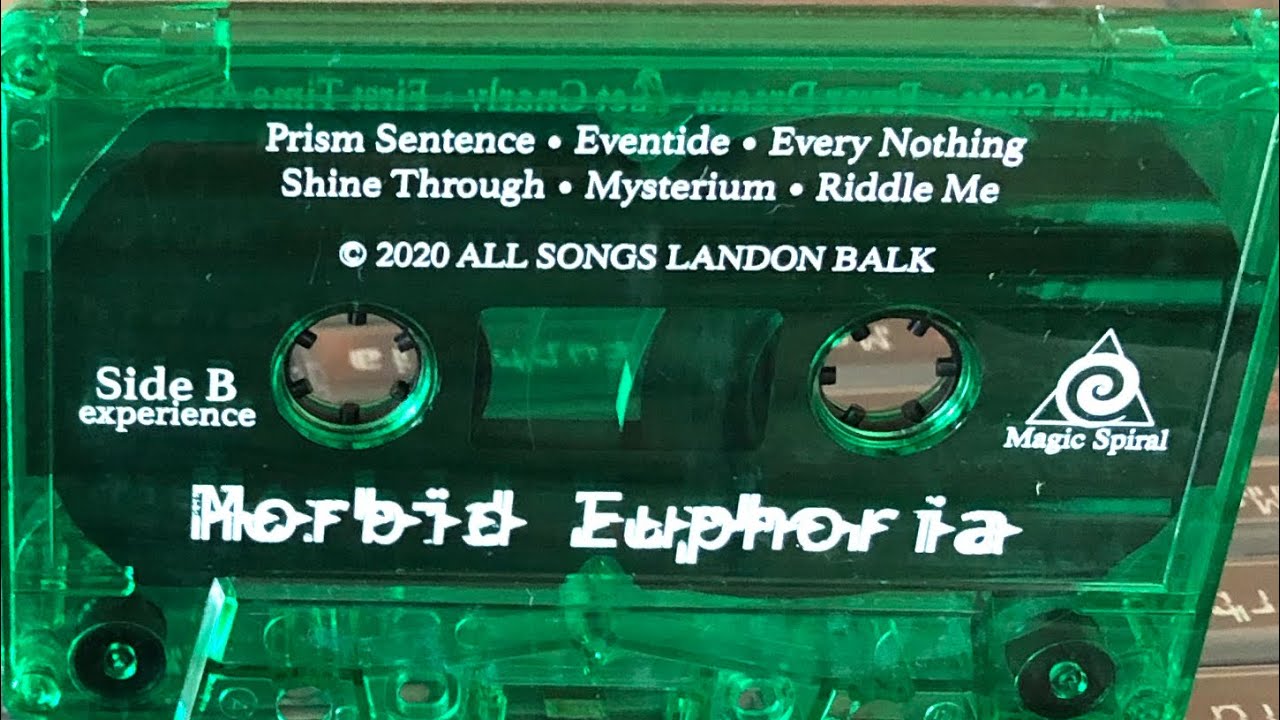 Prism Sentence • Eventide • Every Nothing
Shine Through • Mysterium • Riddle Me
© 2020 ALL SONGS LANDON BALK
Side B
experience
Magic Spiral
Morbid Euphoria